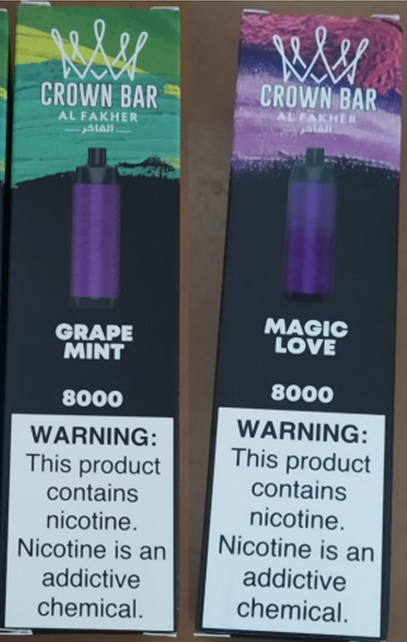 CROWN BAR
AL FAKHER
الفاخر
GRAPE
MINT
8000
WARNING:
This product
contains
nicotine.
Nicotine is an
addictive
chemical.
CROWN BAR
AL FAKHER
الفاخر
MAGIC
LOVE
8000
WARNING:
This product
contains
nicotine.
Nicotine is an
addictive
chemical.